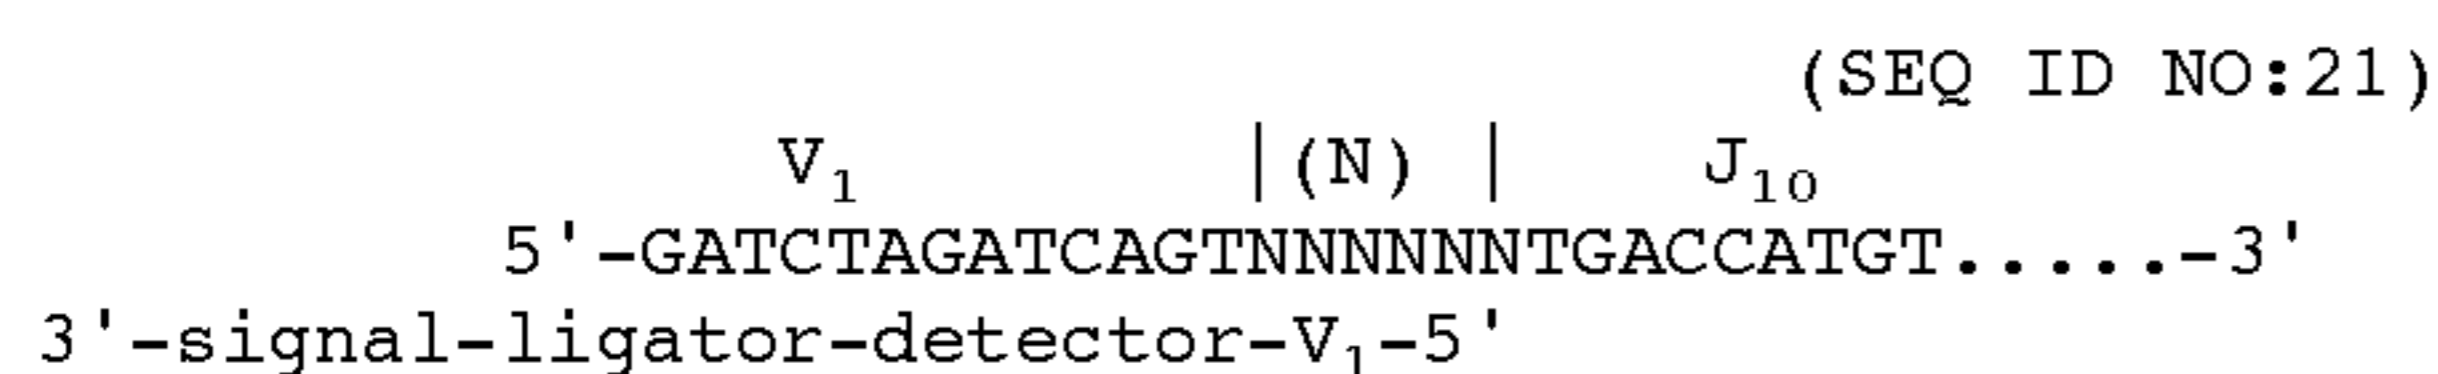 (SEQ ID NO:21)
V₁ |(N) | J₁₀
5'-GATCTAGATCAGTNNNNNNTGACCATGT.....-3'
3'-signal-ligator-detector-V₁-5'